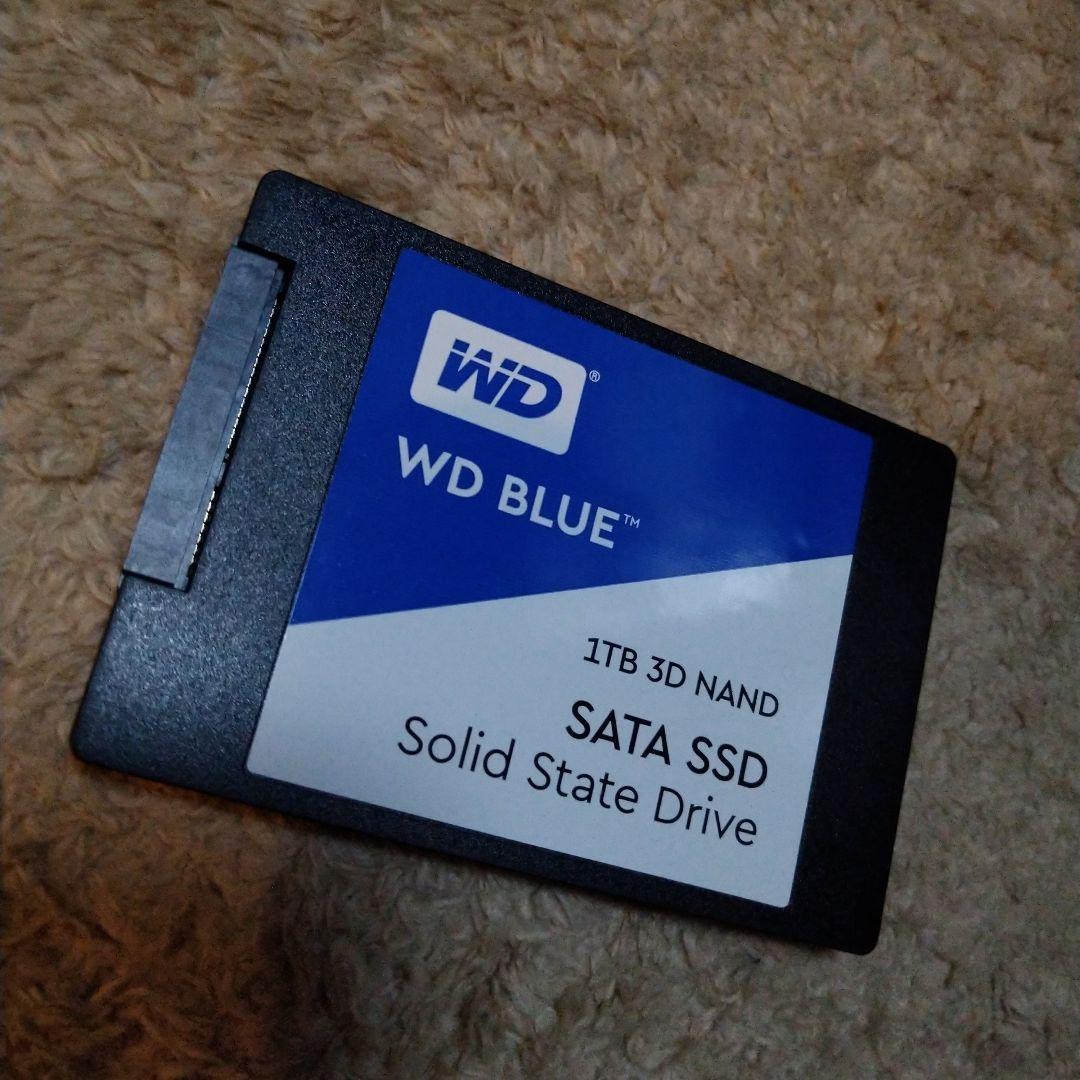 WD®
WD BLUE™
1TB 3D NAND
SATA SSD
Solid State Drive